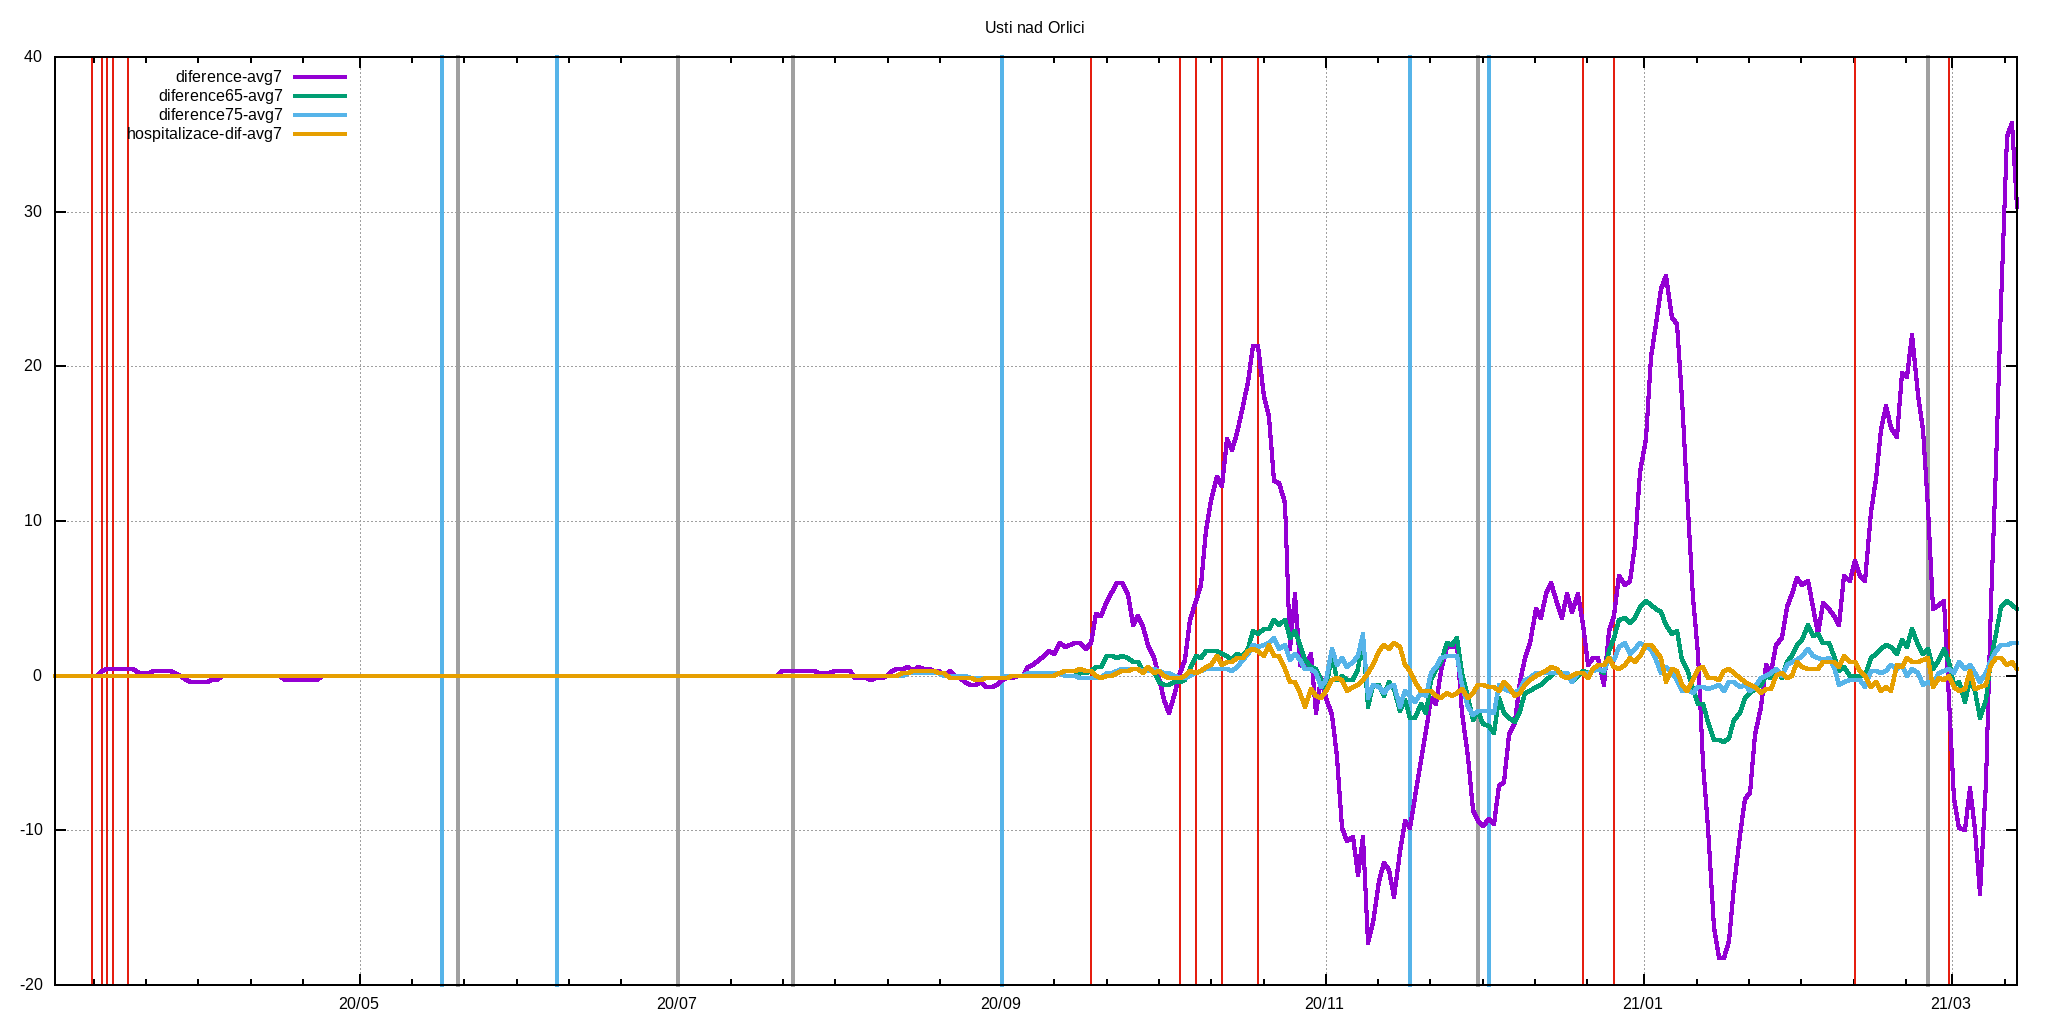 Usti nad Orlici
40
30
20
10
0
-10
-20
diference-avg7
diference65-avg7
diference75-avg7
hospitalizace-dif-avg7
20/05
20/07
20/09
20/11
21/01
21/03